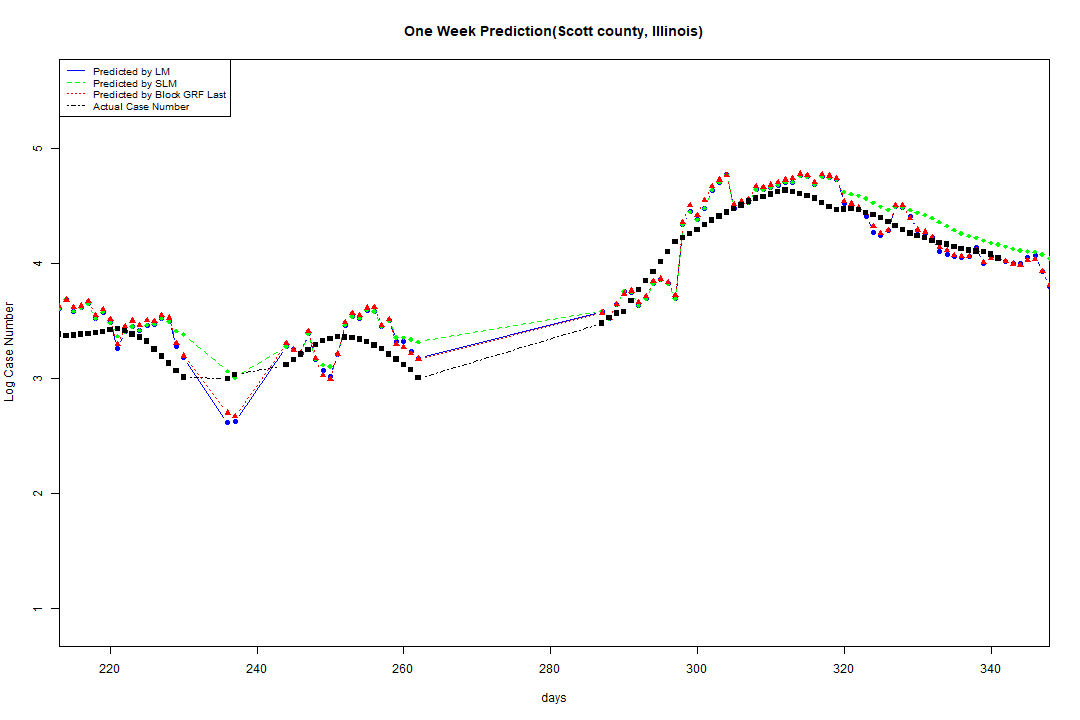 One Week Prediction(Scott county, Illinois)
Predicted by LM
Predicted by SLM
Predicted by Block GRF Last
Actual Case Number
5
4
3
2
1
Log Case Number
220 240 260 280 300 320 340
days